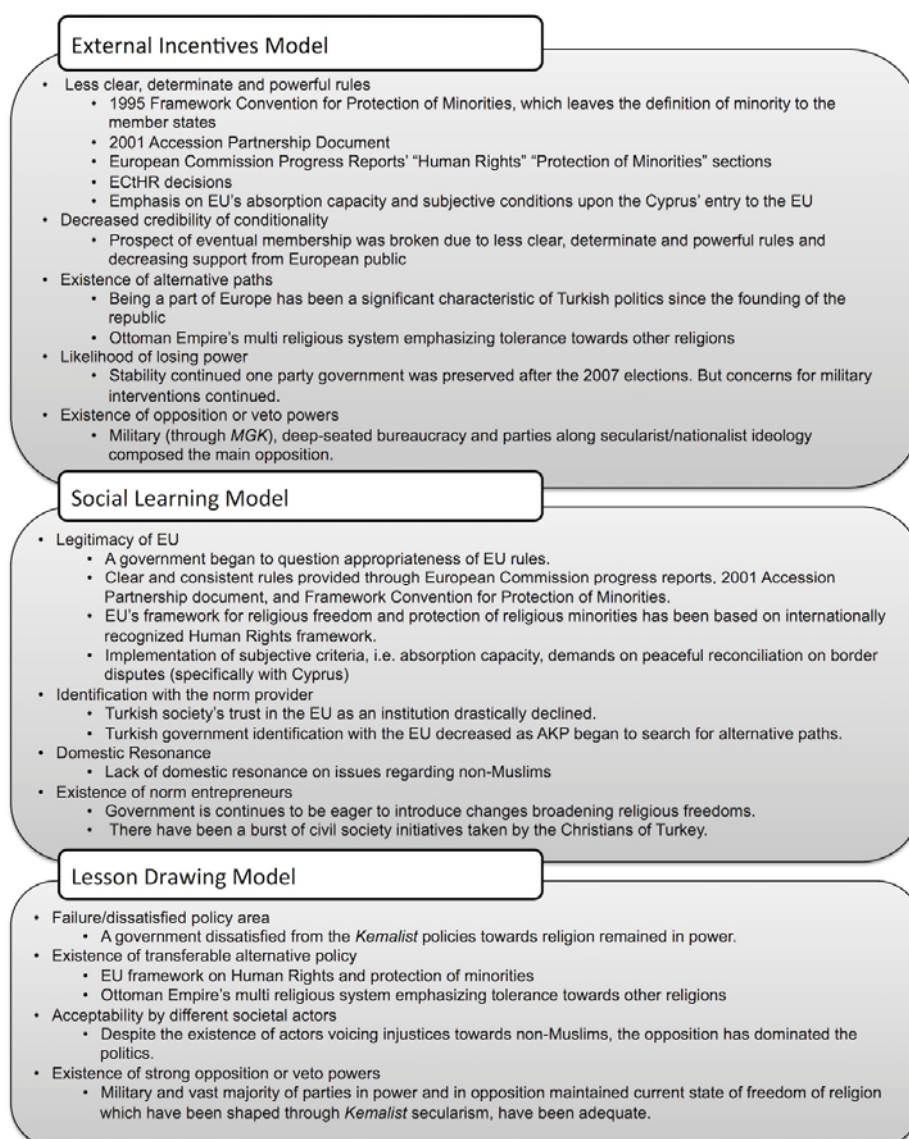 External Incentives Model
• Less clear, determinate and powerful rules
• 1995 Framework Convention for Protection of Minorities, which leaves the definition of minority to the
member states
• 2001 Accession Partnership Document
• European Commission Progress Reports' “Human Rights” “Protection of Minorities” sections
• ECtHR decisions
• Emphasis on EU's absorption capacity and subjective conditions upon the Cyprus' entry to the EU
• Decreased credibility of conditionality
• Prospect of eventual membership was broken due to less clear, determinate and powerful rules and
decreasing support from European public
• Existence of alternative paths
• Being a part of Europe has been a significant characteristic of Turkish politics since the founding of the
republic
• Ottoman Empire's multi religious system emphasizing tolerance towards other religions
• Likelihood of losing power
• Stability continued one party government was preserved after the 2007 elections. But concerns for military
interventions continued.
• Existence of opposition or veto powers
• Military (through MGK), deep-seated bureaucracy and parties along secularist/nationalist ideology
composed the main opposition.
Social Learning Model
• Legitimacy of EU
• A government began to question appropriateness of EU rules.
• Clear and consistent rules provided through European Commission progress reports, 2001 Accession
Partnership document, and Framework Convention for Protection of Minorities.
• EU's framework for religious freedom and protection of religious minorities has been based on internationally
recognized Human Rights framework.
• Implementation of subjective criteria, i.e. absorption capacity, demands on peaceful reconciliation on border
disputes (specifically with Cyprus)
• Identification with the norm provider
• Turkish society's trust in the EU as an institution drastically declined.
• Turkish government identification with the EU decreased as AKP began to search for alternative paths.
• Domestic Resonance
• Lack of domestic resonance on issues regarding non-Muslims
• Existence of norm entrepreneurs
• Government is continues to be eager to introduce changes broadening religious freedoms.
• There have been a burst of civil society initiatives taken by the Christians of Turkey.
Lesson Drawing Model
• Failure/dissatisfied policy area
• A government dissatisfied from the Kemalist policies towards religion remained in power.
• Existence of transferable alternative policy
• EU framework on Human Rights and protection of minorities
• Ottoman Empire's multi religious system emphasizing tolerance towards other religions
• Acceptability by different societal actors
• Despite the existence of actors voicing injustices towards non-Muslims, the opposition has dominated the
politics.
• Existence of strong opposition or veto powers
• Military and vast majority of parties in power and in opposition maintained current state of freedom of religion
which have been shaped through Kemalist secularism, have been adequate.